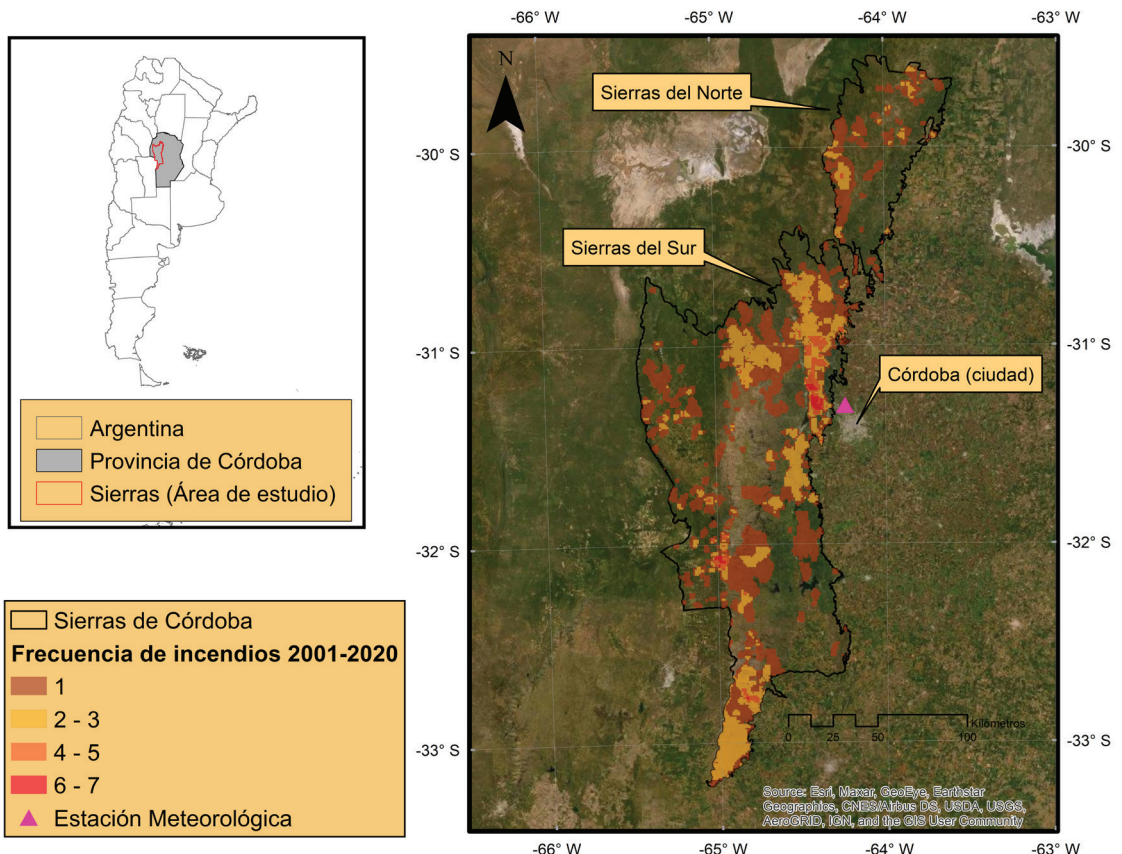 -66° W
-65° W
-64° W
-63° W
N
Sierras del Norte
-30° S
-30° S
Sierras del Sur
-31° S
-31° S
Córdoba (ciudad)
Argentina
Provincia de Córdoba
Sierras (Área de estudio)
-32° S
-32° S
Sierras de Córdoba
Frecuencia de incendios 2001-2020
1
2 - 3
4 - 5
6 - 7
Estación Meteorológica
Kilómetros
0 25 50 100
-33° S
-33° S
Source: Esri, Maxar, GeoEye, Earthstar
Geographics, CNES/Airbus DS, USDA, USGS,
AeroGRID, IGN, and the GIS User Community
-66° W
-65° W
-64° W
-63° W